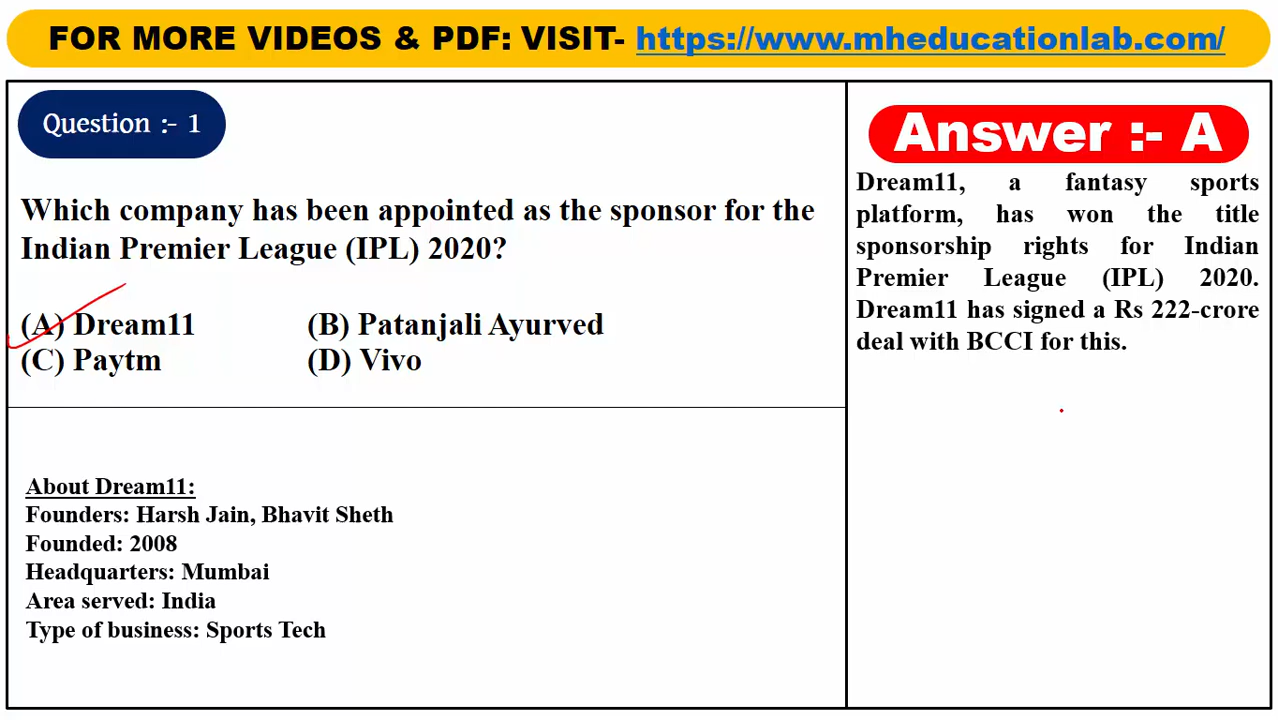 FOR MORE VIDEOS & PDF: VISIT- https://www.mheducationlab.com/
Question :- 1
Which company has been appointed as the sponsor for the
Indian Premier League (IPL) 2020?
(A) Dream11 (B) Patanjali Ayurved
(C) Paytm (D) Vivo
About Dream11:
Founders: Harsh Jain, Bhavit Sheth
Founded: 2008
Headquarters: Mumbai
Area served: India
Type of business: Sports Tech
Answer :- A
Dream11, a fantasy sports
platform, has won the title
sponsorship rights for Indian
Premier League (IPL) 2020.
Dream11 has signed a Rs 222-crore
deal with BCCI for this.